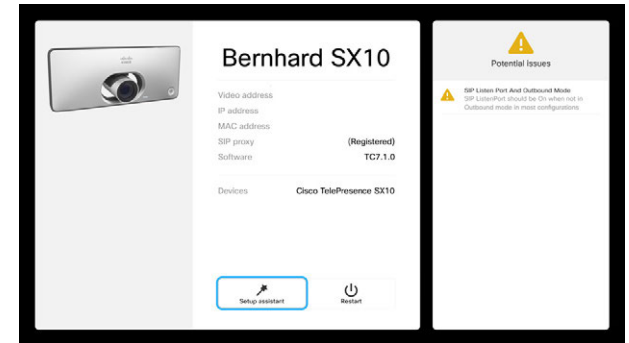 Bernhard SX10
Video address
IP address
MAC address
SIP proxy (Registered)
Software TC7.1.0
Devices Cisco TelePresence SX10
Setup assistant
Restart
Potential issues
SIP Listen Port And Outbound Mode
SIP ListenPort should be On when not in
Outbound mode in most configurations